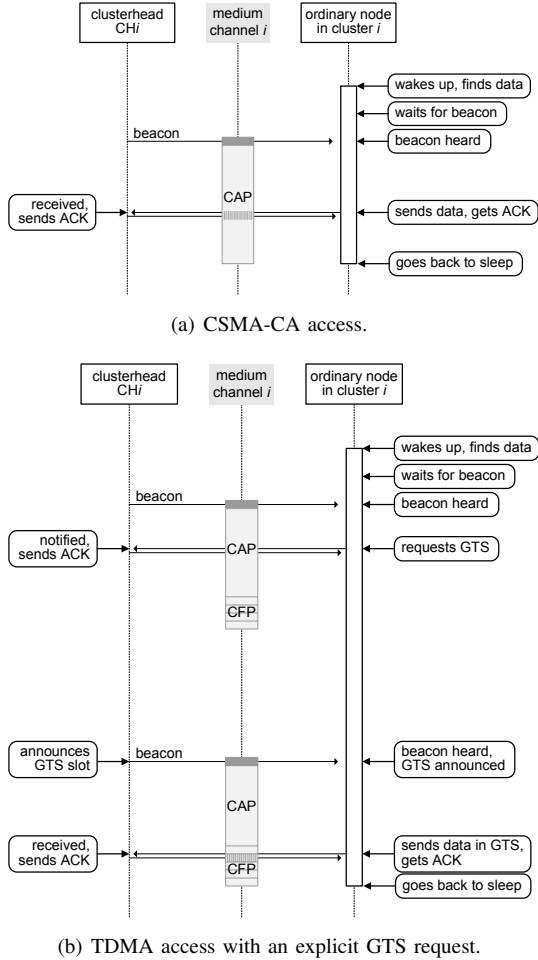 clusterhead
CHi
medium
channel i
ordinary node
in cluster i
wakes up, finds data
waits for beacon
beacon
beacon heard
CAP
received,
sends ACK
sends data, gets ACK
goes back to sleep
(a) CSMA-CA access.
clusterhead
CHi
medium
channel i
ordinary node
in cluster i
wakes up, finds data
waits for beacon
beacon
beacon heard
notified,
sends ACK
CAP
requests GTS
CFP
announces
GTS slot
beacon
beacon heard,
GTS announced
CAP
received,
sends ACK
sends data in GTS,
gets ACK
CFP
goes back to sleep
(b) TDMA access with an explicit GTS request.